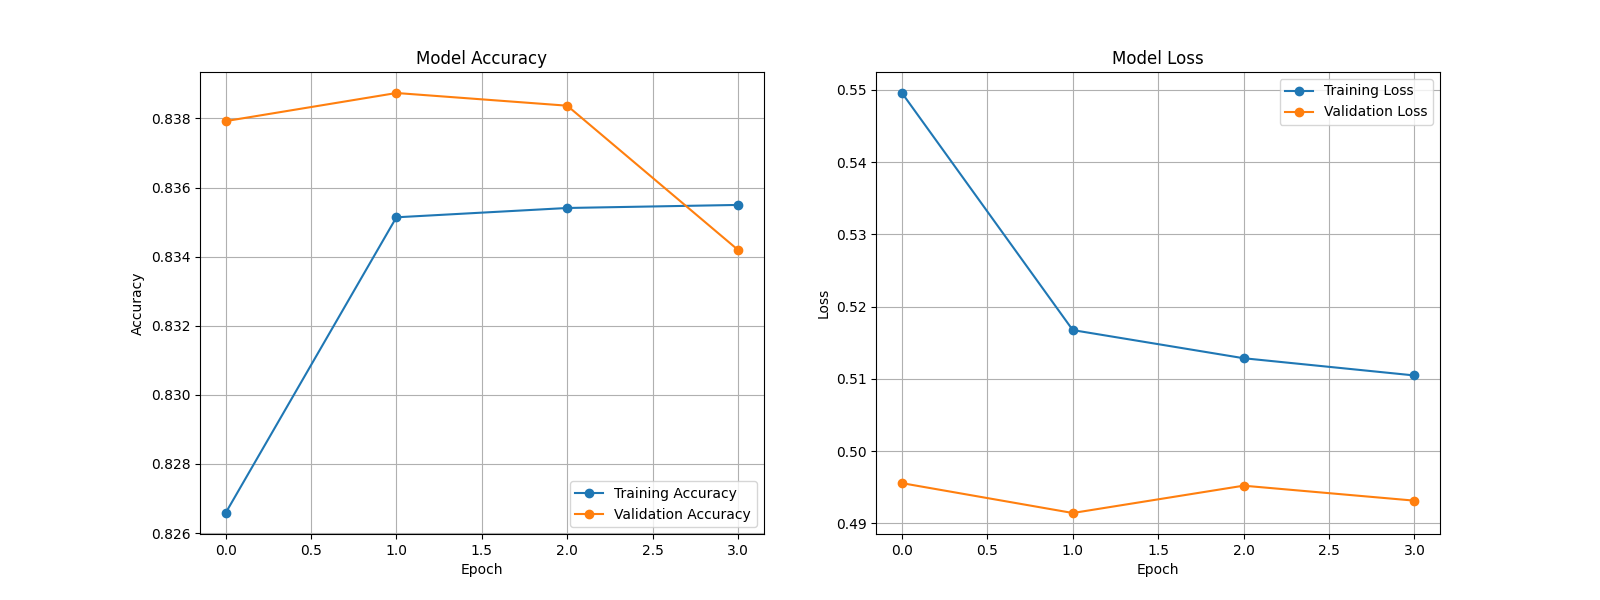 Model Accuracy
0.838
0.836
0.834
0.832
0.830
0.828
0.826
Accuracy
0.0 0.5 1.0 1.5 2.0 2.5 3.0
Epoch
Training Accuracy
Validation Accuracy
Model Loss
0.55
0.54
0.53
0.52
0.51
0.50
0.49
Loss
0.0 0.5 1.0 1.5 2.0 2.5 3.0
Epoch
Training Loss
Validation Loss